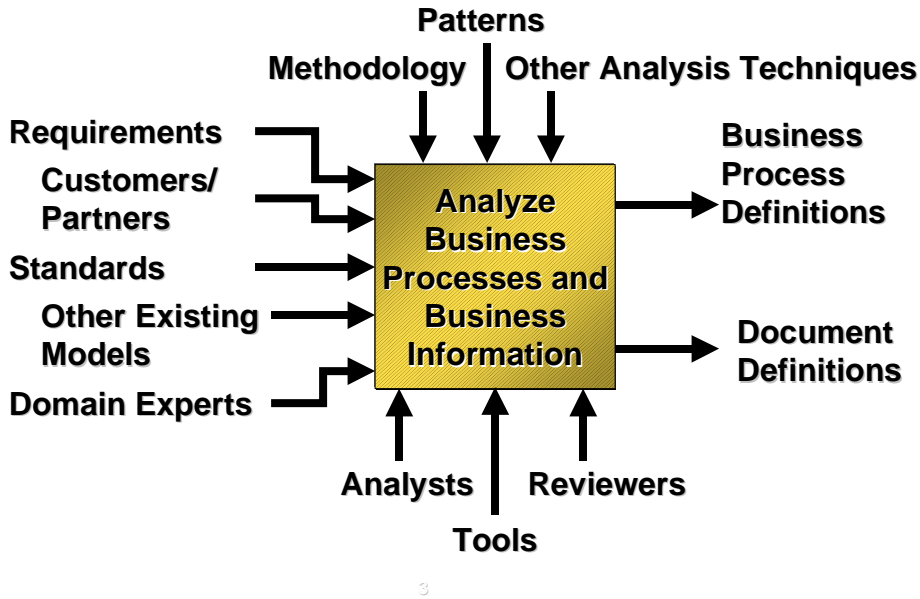 Patterns
Methodology
Other Analysis Techniques
Requirements
Customers/
Partners
Standards
Other Existing
Models
Domain Experts
Analyze
Business
Processes and
Business
Information
Business
Process
Definitions
Document
Definitions
Analysts
Reviewers
Tools
3